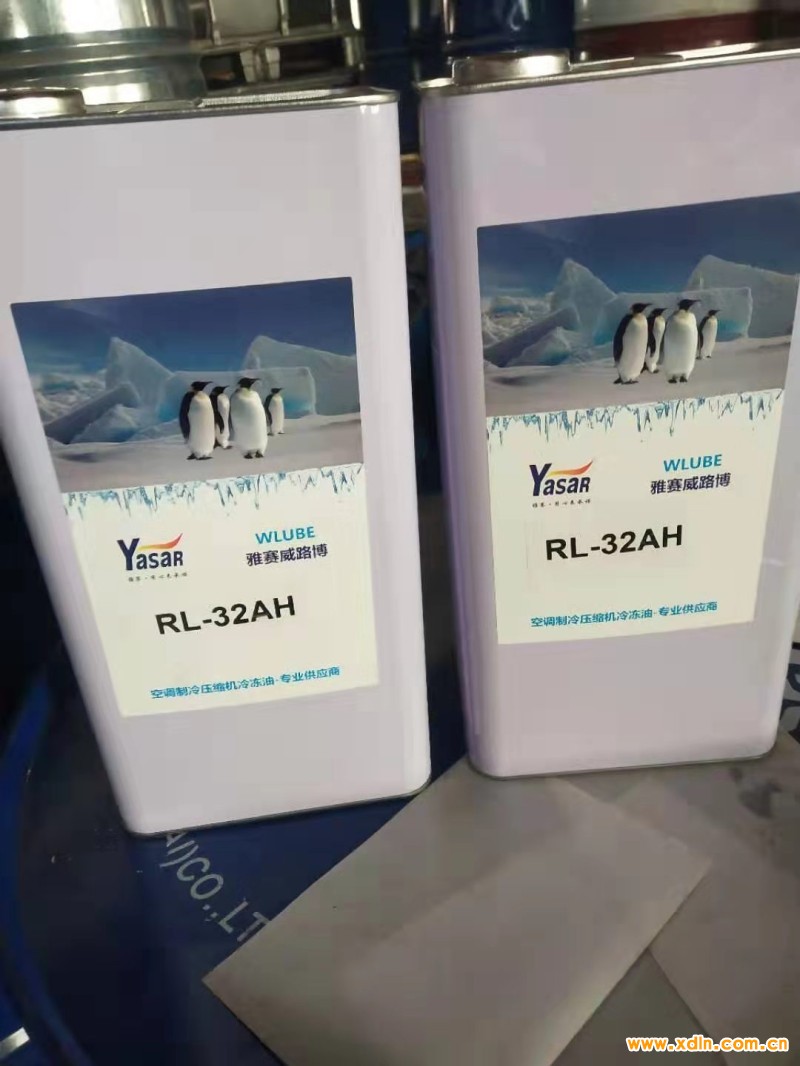 Yasar
WLUBE
雅赛威路博
RL-32AH
空调制冷压缩机冷冻油·专业供应商
Yasar
WLUBE
雅赛威路博
RL-32AH
空调制冷压缩机冷冻油·专业供应商
AI)CO.,LT
www.xdln.com.cn